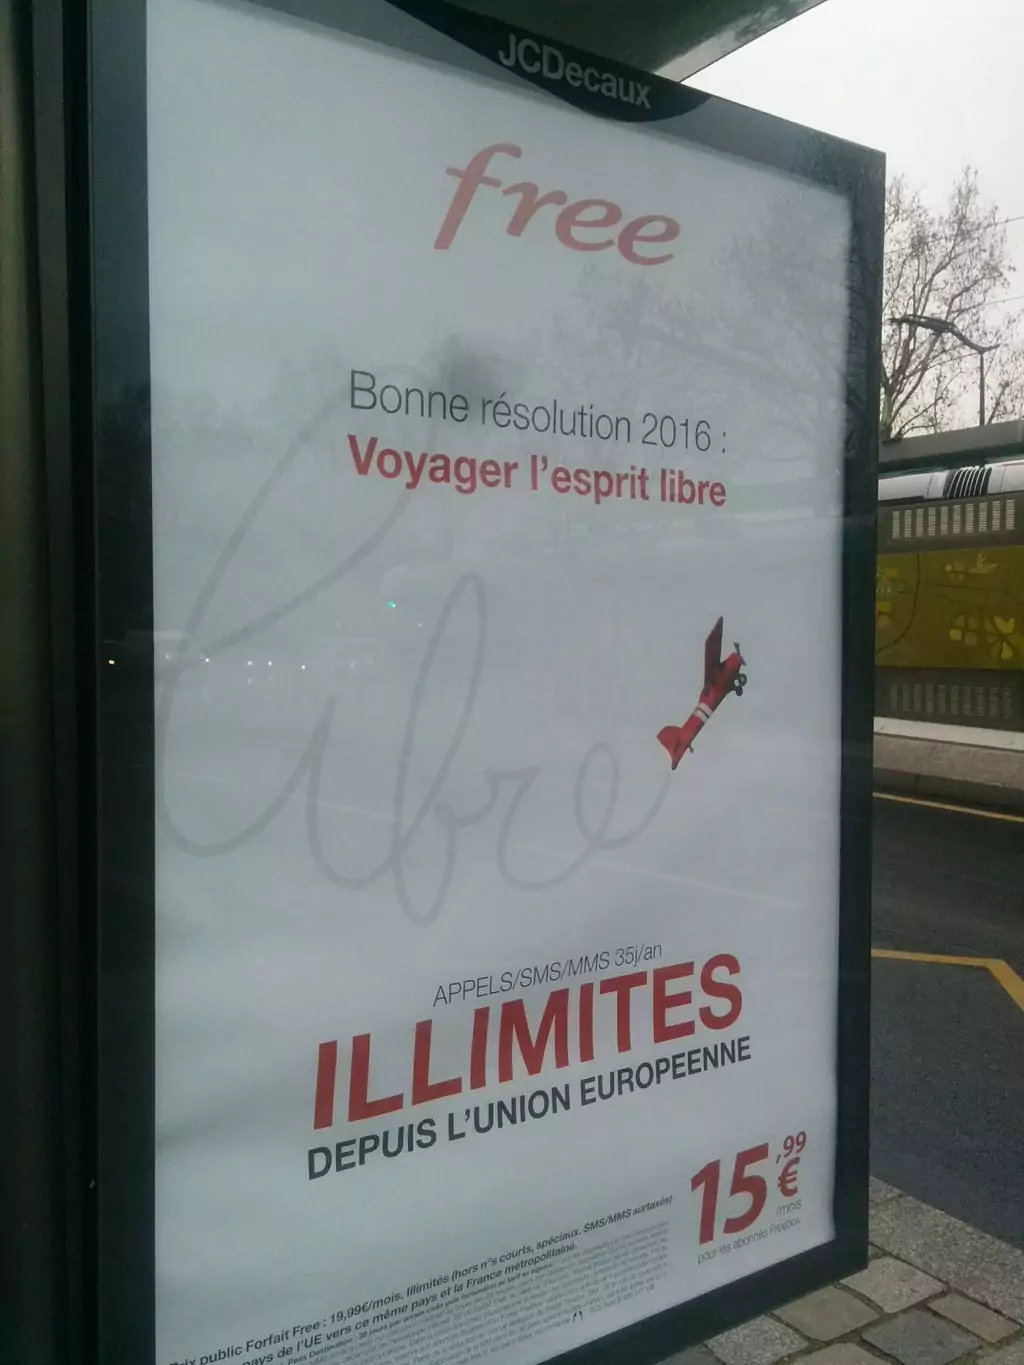 JCDecaux
free
Bonne résolution 2016 :
Voyager l'esprit libre
libre
APPELS/SMS/MMS 35j/an
ILLIMITES
DEPUIS L'UNION EUROPEENNE
15,99€
/mois
pour les abonnés Freebox
Prix public Forfait Free : 19,99€/mois. Illimités (hors n°s courts, spéciaux, SMS/MMS surtaxés)
pays de l'UE vers ce même pays et la France métropolitaine.